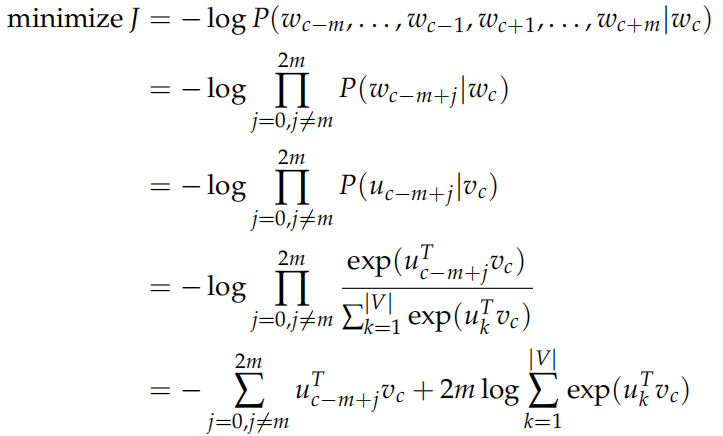 minimize J = − log P(w_{c−m}, . . . , w_{c−1}, w_{c+1}, . . . , w_{c+m}|w_c)
= − log ∏_{j=0,j≠m}^{2m} P(w_{c−m+j}|w_c)
= − log ∏_{j=0,j≠m}^{2m} P(u_{c−m+j}|v_c)
= − log ∏_{j=0,j≠m}^{2m} \frac{exp(u_{c−m+j}^T v_c)}{∑_{k=1}^{|V|} exp(u_k^T v_c)}
= − ∑_{j=0,j≠m}^{2m} u_{c−m+j}^T v_c + 2m log ∑_{k=1}^{|V|} exp(u_k^T v_c)